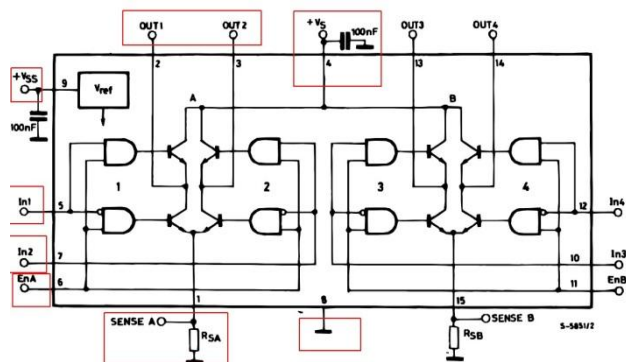 OUT1 OUT2 +VS 100nF OUT3 OUT4
2 3 4 13 14
+VSS 9 Vref A B
100nF
1 2 3 4
In1 5 12 In4
In2 7 10 In3
EnA 6 11 EnB
1 8 15 S-5851/2
SENSE A SENSE B
RSA RSB